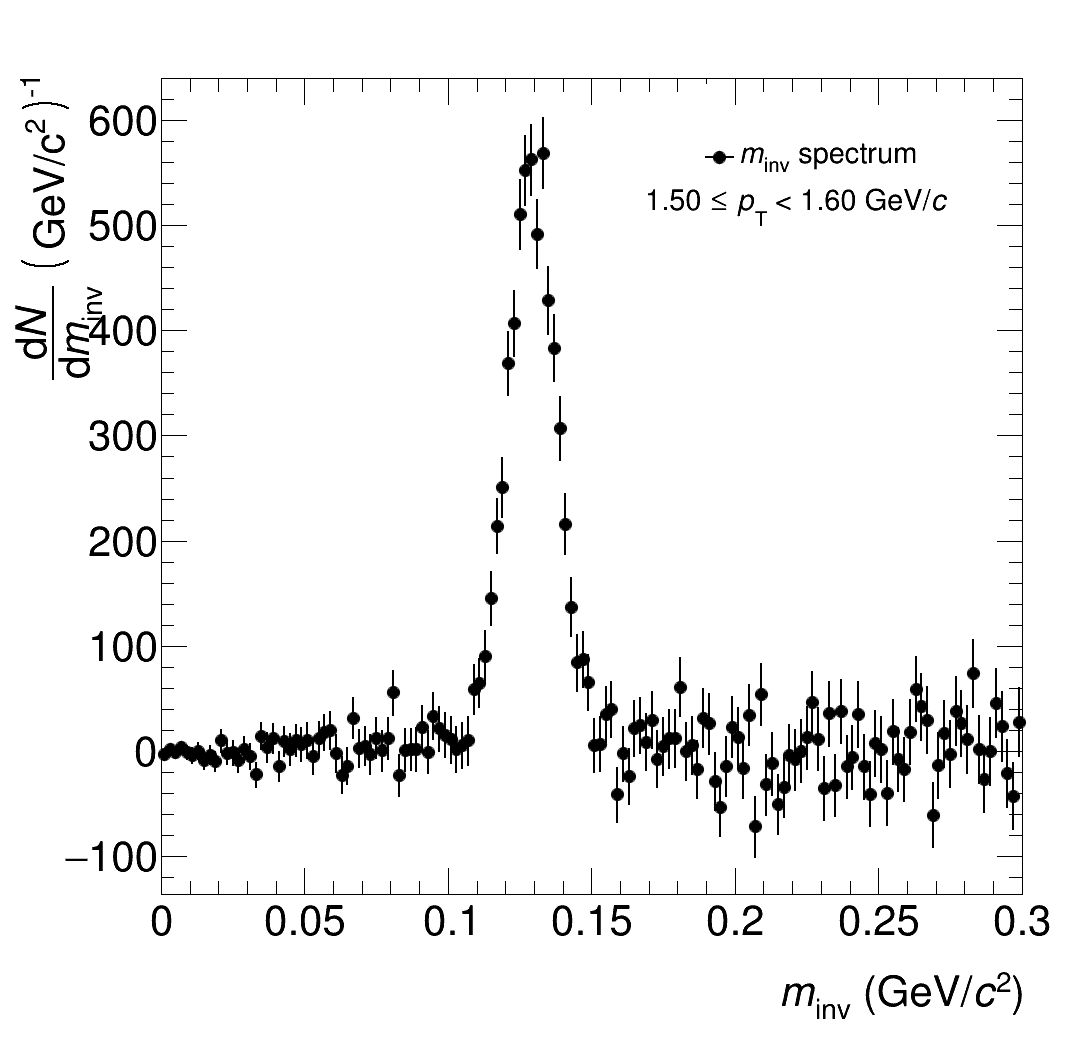 dN
dm_inv (GeV/c²)⁻¹
600
500
400
300
200
100
0
−100
m_inv spectrum
1.50 ≤ p_T < 1.60 GeV/c
0 0.05 0.1 0.15 0.2 0.25 0.3
m_inv (GeV/c²)